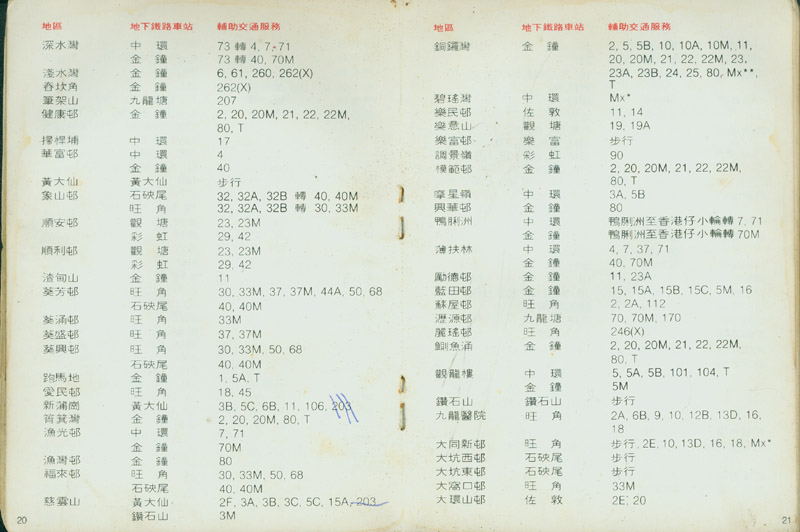 地區 地下鐵路車站 輔助交通服務
深水灣 中環 73 轉 4, 7, 71
金鐘 73 轉 40, 70M
淺水灣 金鐘 6, 61, 260, 262(X)
舂坎角 金鐘 262(X)
筆架山 九龍塘 207
健康邨 金鐘 2, 20, 20M, 21, 22, 22M,
80, T
掃桿埔 中環 17
華富邨 中環 4
金鐘 40
黃大仙 黃大仙 步行
象山邨 石硤尾 32, 32A, 32B 轉 40, 40M
旺角 32, 32A, 32B 轉 30, 33M
順安邨 觀塘 23, 23M
彩虹 29, 42
順利邨 觀塘 23, 23M
彩虹 29, 42
渣甸山 金鐘 11
葵芳邨 旺角 30, 33M, 37, 37M, 44A, 50, 68
石硤尾 40, 40M
葵涌邨 旺角 33M
葵盛邨 旺角 37, 37M
葵興邨 旺角 30, 33M, 50, 68
石硤尾 40, 40M
跑馬地 金鐘 1, 5A, T
愛民邨 旺角 18, 45
新蒲崗 黃大仙 3B, 5C, 6B, 11, 106, 203
筲箕灣 金鐘 2, 20, 20M, 80, T
漁光邨 中環 7, 71
金鐘 70M
漁灣邨 金鐘 80
福來邨 旺角 30, 33M, 50, 68
石硤尾 40, 40M
慈雲山 黃大仙 2F, 3A, 3B, 3C, 5C, 15A, 203
鑽石山 3M
20
地區 地下鐵路車站 輔助交通服務
銅鑼灣 金鐘 2, 5, 5B, 10, 10A, 10M, 11,
20, 20M, 21, 22, 22M, 23,
23A, 23B, 24, 25, 80, Mx**,
T
碧瑤灣 中環 Mx*
樂民邨 佐敦 11, 14
樂意山 觀塘 19, 19A
樂富邨 樂富 步行
調景嶺 彩虹 90
模範邨 金鐘 2, 20, 20M, 21, 22, 22M,
80, T
摩星嶺 中環 3A, 5B
興華邨 金鐘 80
鴨脷洲 中環 鴨脷洲至香港仔小輪轉 7, 71
金鐘 鴨脷洲至香港仔小輪轉 70M
薄扶林 中環 4, 7, 37, 71
金鐘 40, 70M
勵德邨 金鐘 11, 23A
藍田邨 金鐘 15, 15A, 15B, 15C, 5M, 16
蘇屋邨 旺角 2, 2A, 112
瀝源邨 九龍塘 70, 70M, 170
麗瑤邨 旺角 246(X)
鰂魚涌 金鐘 2, 20, 20M, 21, 22, 22M,
80, T
觀龍樓 中環 5, 5A, 5B, 101, 104, T
金鐘 5M
鑽石山 鑽石山 步行
九龍醫院 旺角 2A, 6B, 9, 10, 12B, 13D, 16,
18
大同新邨 旺角 步行, 2E, 10, 13D, 16, 18, Mx*
大坑西邨 石硤尾 步行
大坑東邨 石硤尾 步行
大窩口邨 旺角 33M
大環山邨 佐敦 2E, 20
21